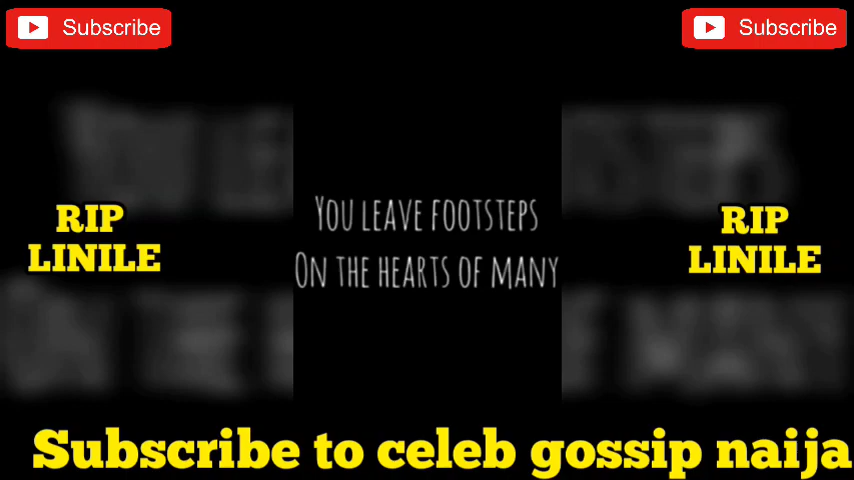 Subscribe
Subscribe
YOU LEAVE FOOTSTEPS
ON THE HEARTS OF MANY
RIP
LINILE
RIP
LINILE
Subscribe to celeb gossip naija